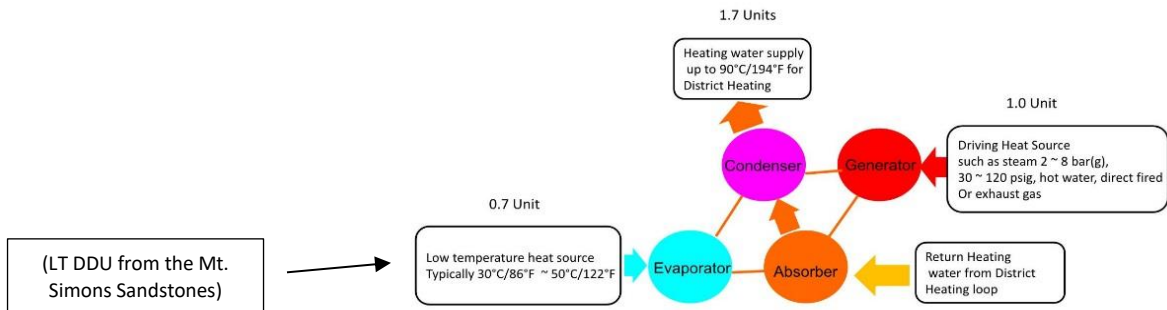 1.7 Units
Heating water supply
up to 90°C/194°F for
District Heating
1.0 Unit
Condenser
Generator
Driving Heat Source
such as steam 2 ~ 8 bar(g),
30 ~ 120 psig, hot water, direct fired
Or exhaust gas
0.7 Unit
(LT DDU from the Mt.
Simons Sandstones)
Low temperature heat source
Typically 30°C/86°F ~ 50°C/122°F
Evaporator
Absorber
Return Heating
water from District
Heating loop